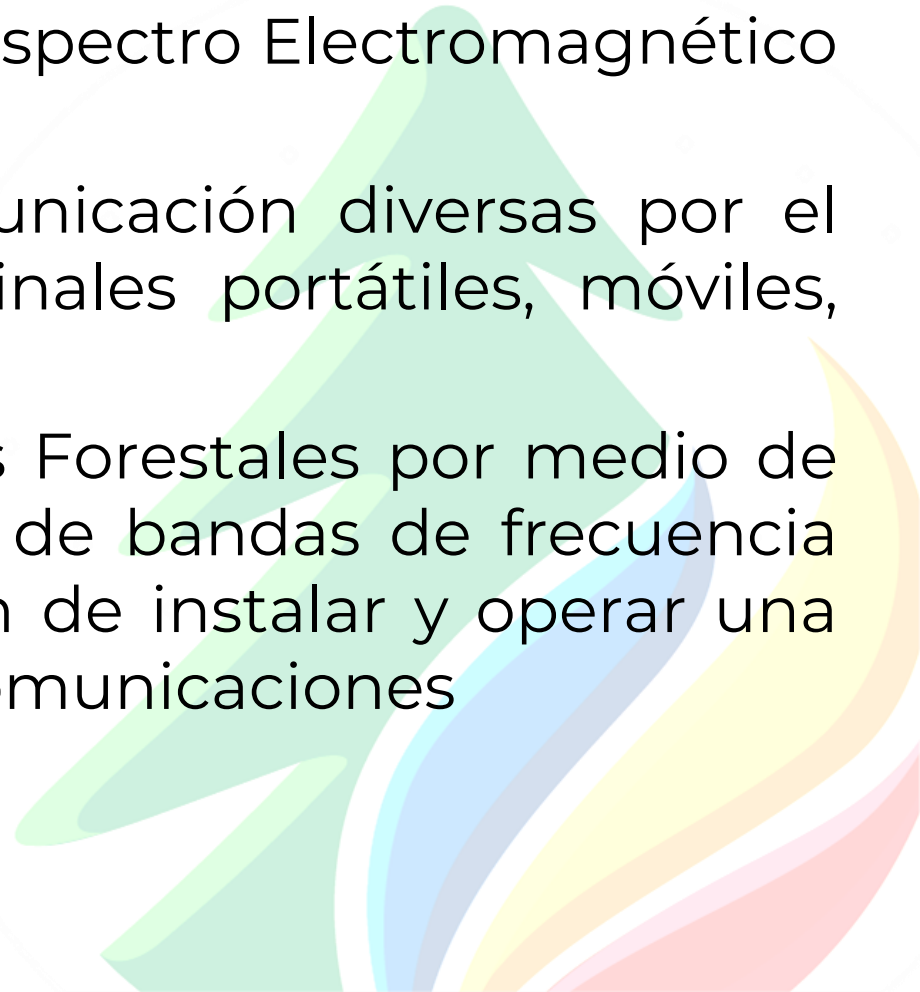 spectro Electromagnético
unicación diversas por el
inales portátiles, móviles,
s Forestales por medio de
de bandas de frecuencia
n de instalar y operar una
omunicaciones